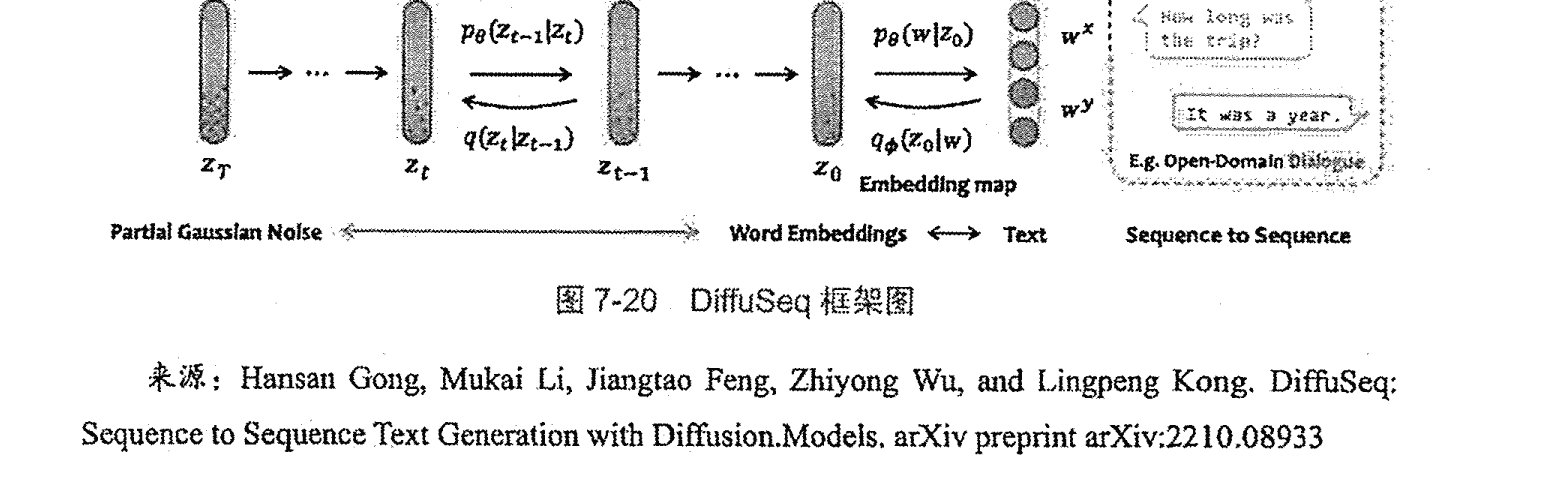 How long was
the trip?
p_θ(z_{t-1}|z_t)
p_θ(w|z_0)
w^x
w^y
It was a year.
q(z_t|z_{t-1})
q_ϕ(z_0|w)
z_T
z_t
z_{t-1}
z_0
E.g. Open-Domain Dialogue
Embedding map
Partial Gaussian Noise
Word Embeddings
Text
Sequence to Sequence
图 7-20 DiffuSeq 框架图
来源：Hansan Gong, Mukai Li, Jiangtao Feng, Zhiyong Wu, and Lingpeng Kong. DiffuSeq:
Sequence to Sequence Text Generation with Diffusion.Models. arXiv preprint arXiv:2210.08933